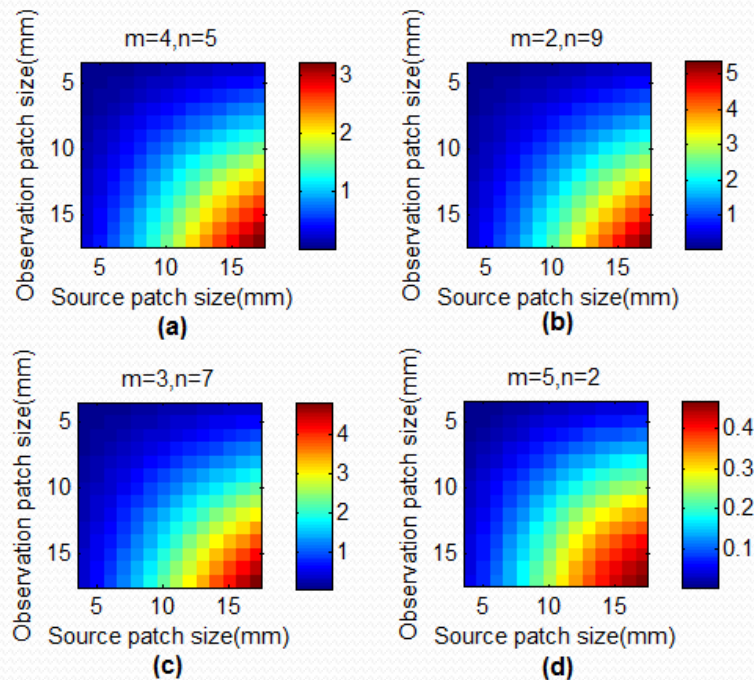 m=4,n=5
Observation patch size(mm)
5
10
15
5 10 15
Source patch size(mm)
3
2
1
(a)
m=2,n=9
Observation patch size(mm)
5
10
15
5 10 15
Source patch size(mm)
5
4
3
2
1
(b)
m=3,n=7
Observation patch size(mm)
5
10
15
5 10 15
Source patch size(mm)
4
3
2
1
(c)
m=5,n=2
Observation patch size(mm)
5
10
15
5 10 15
Source patch size(mm)
0.4
0.3
0.2
0.1
(d)